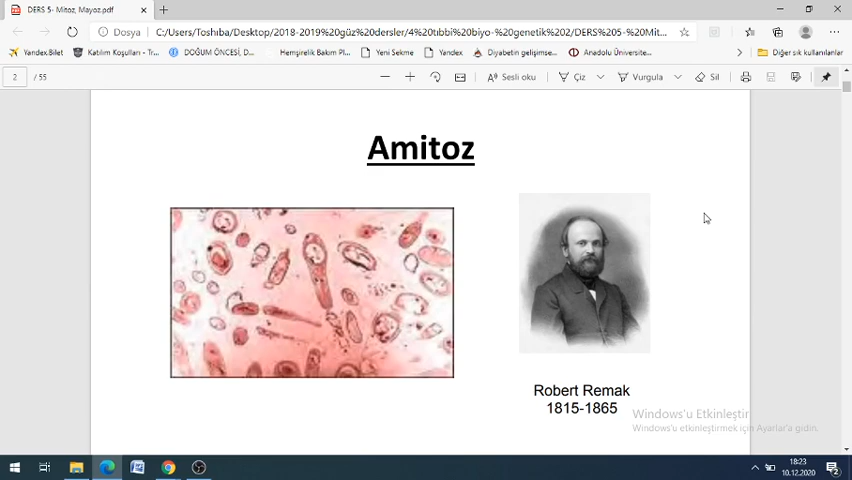 DERS 5- Mitoz, Mayoz.pdf
Dosya
C:/Users/Toshıba/Desktop/2018-2019%20güz%20dersler/4%20tıbbi%20biyo-%20genetik%202/DERS%205-%20Mit...
Yandex.Bilet
Katılım Koşulları - Tr...
DOĞUM ÖNCESİ, D...
Hemşirelik Bakım Pl...
Yeni Sekme
Yandex
Diyabetin gelişimse...
Anadolu Üniversite...
Diğer sık kullanılanlar
2 / 55
Sesli oku
Çiz
Vurgula
Sil
Amitoz
Robert Remak
1815-1865
Windows'u Etkinleştir
Windows'u etkinleştirmek için Ayarlar'a gidin.
18:23
10.12.2020
2